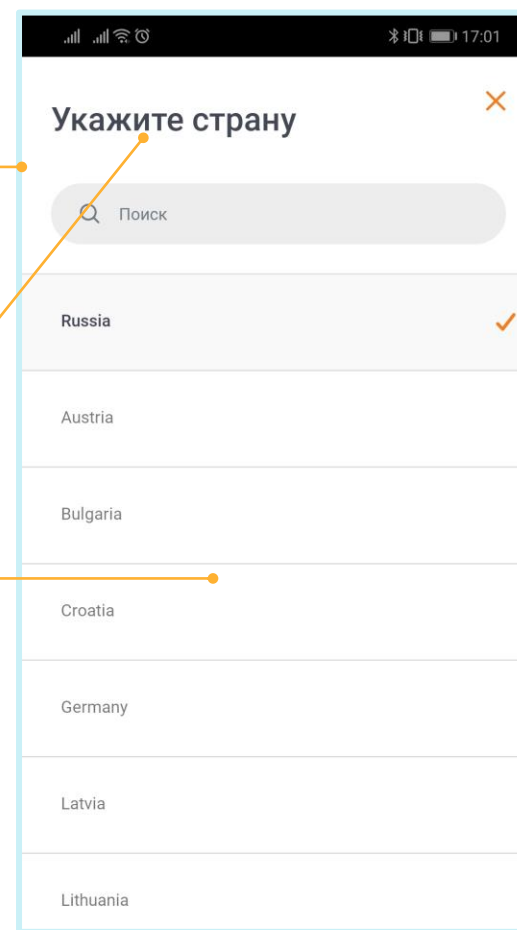 17:01
Укажите страну
Поиск
Russia
Austria
Bulgaria
Croatia
Germany
Latvia
Lithuania